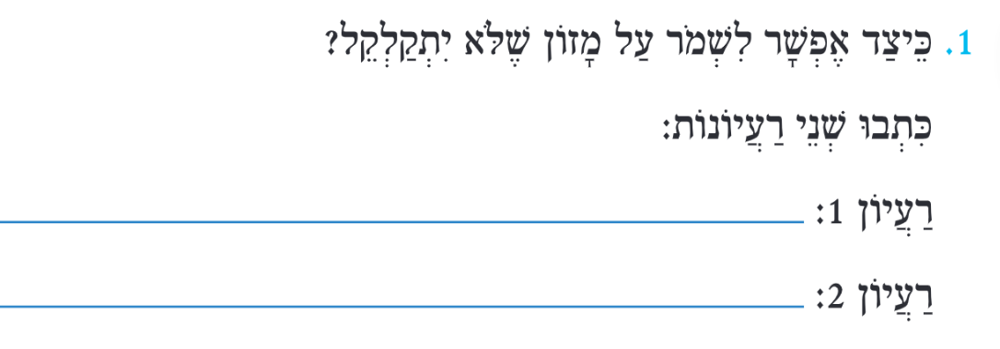 1. כֵּיצַד אֶפְשָׁר לִשְׁמֹר עַל מָזוֹן שֶׁלֹּא יִתְקַלְקֵל?
כִּתְבוּ שְׁנֵי רַעֲיוֹנוֹת:
רַעֲיוֹן 1:
רַעֲיוֹן 2: